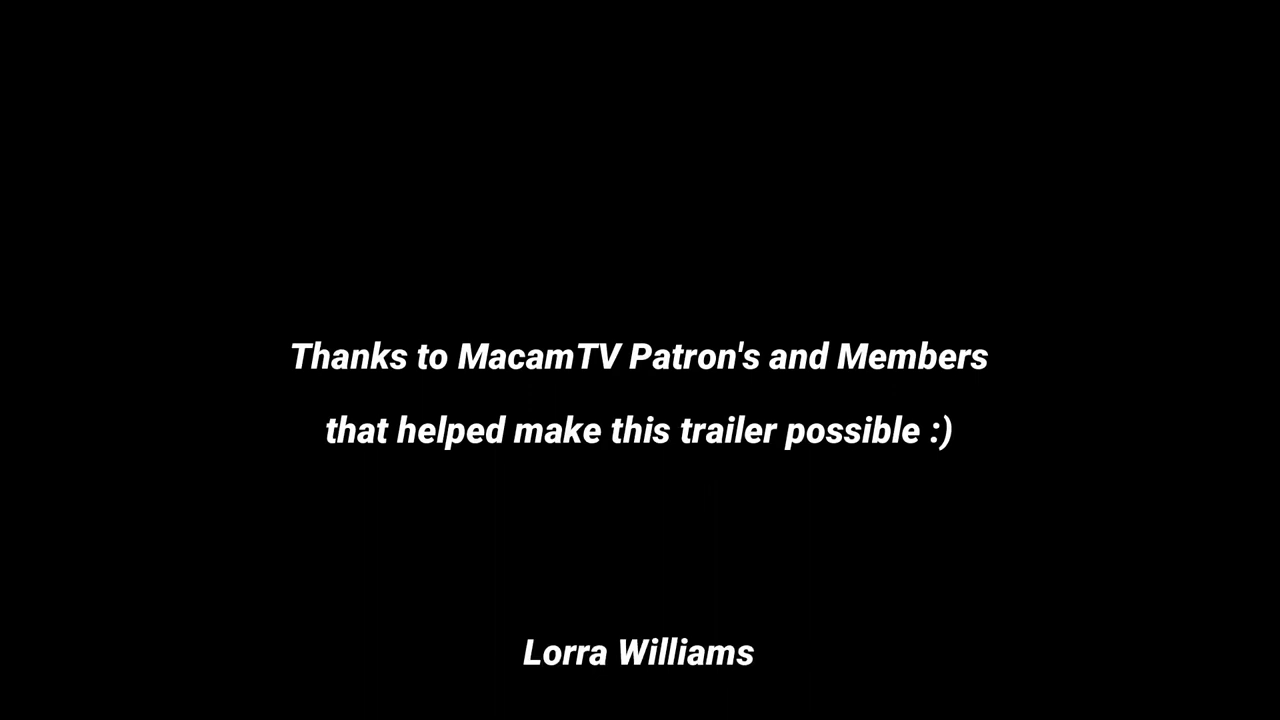 Thanks to MacamTV Patron's and Members
that helped make this trailer possible :)
Lorra Williams